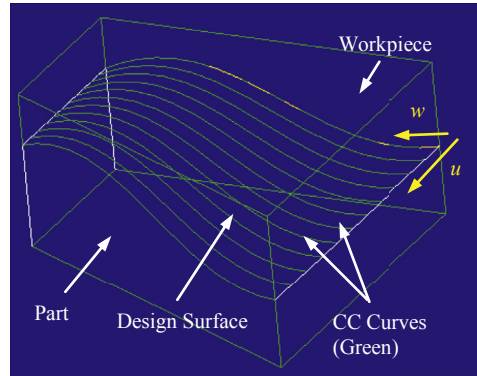 Workpiece
w
u
Part
Design Surface
CC Curves
(Green)